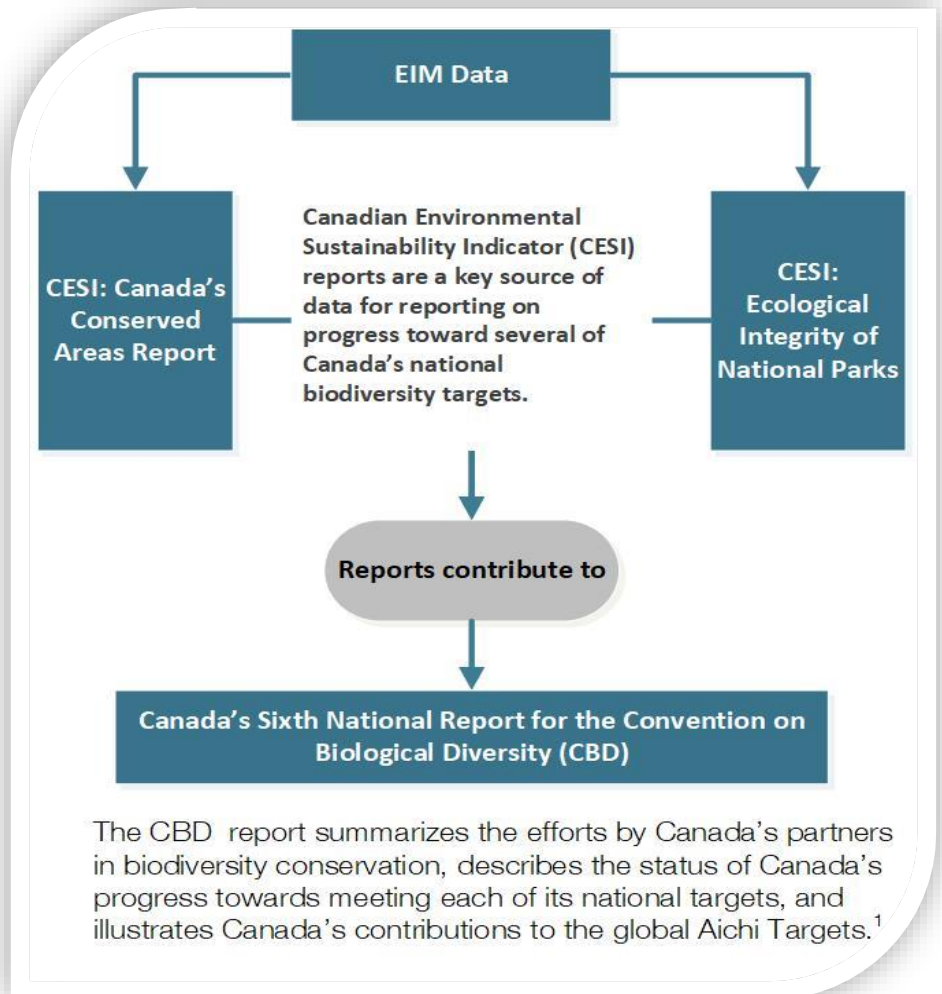 EIM Data
CESI: Canada’s
Conserved
Areas Report
Canadian Environmental
Sustainability Indicator (CESI)
reports are a key source of
data for reporting on
progress toward several of
Canada’s national
biodiversity targets.
CESI:
Ecological
Integrity of
National Parks
Reports contribute to
Canada’s Sixth National Report for the Convention on
Biological Diversity (CBD)
The CBD report summarizes the efforts by Canada’s partners
in biodiversity conservation, describes the status of Canada’s
progress towards meeting each of its national targets, and
illustrates Canada’s contributions to the global Aichi Targets.¹